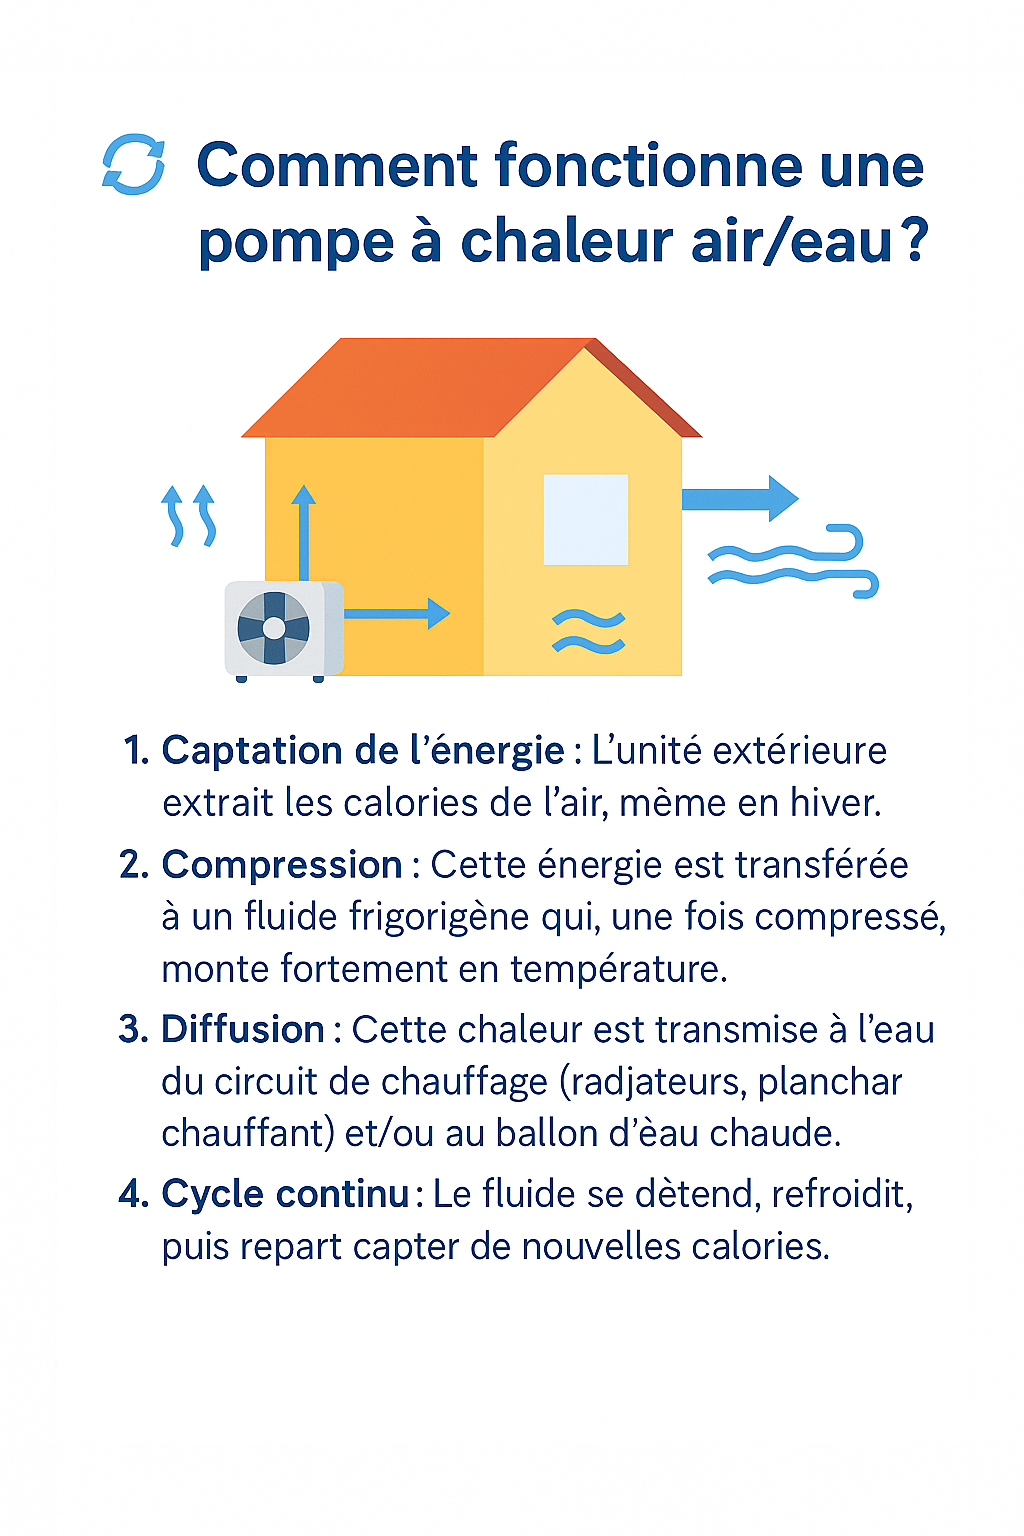 Comment fonctionne une
pompe à chaleur air/eau ?
1. Captation de l’énergie : L’unité extérieure
extrait les calories de l’air, mème en hiver.
2. Compression : Cette énergie est transférée
à un fluide frigorigène qui, une fois compressé,
monte fortement en température.
3. Diffusion : Cette chaleur est transmise à l’eau
du circuit de chauffage (radjateurs, planchar
chauffant) et/ou au ballon d’èau chaude.
4. Cycle continu : Le fluide se dètend, refroidit,
puis repart capter de nouvelles calories.